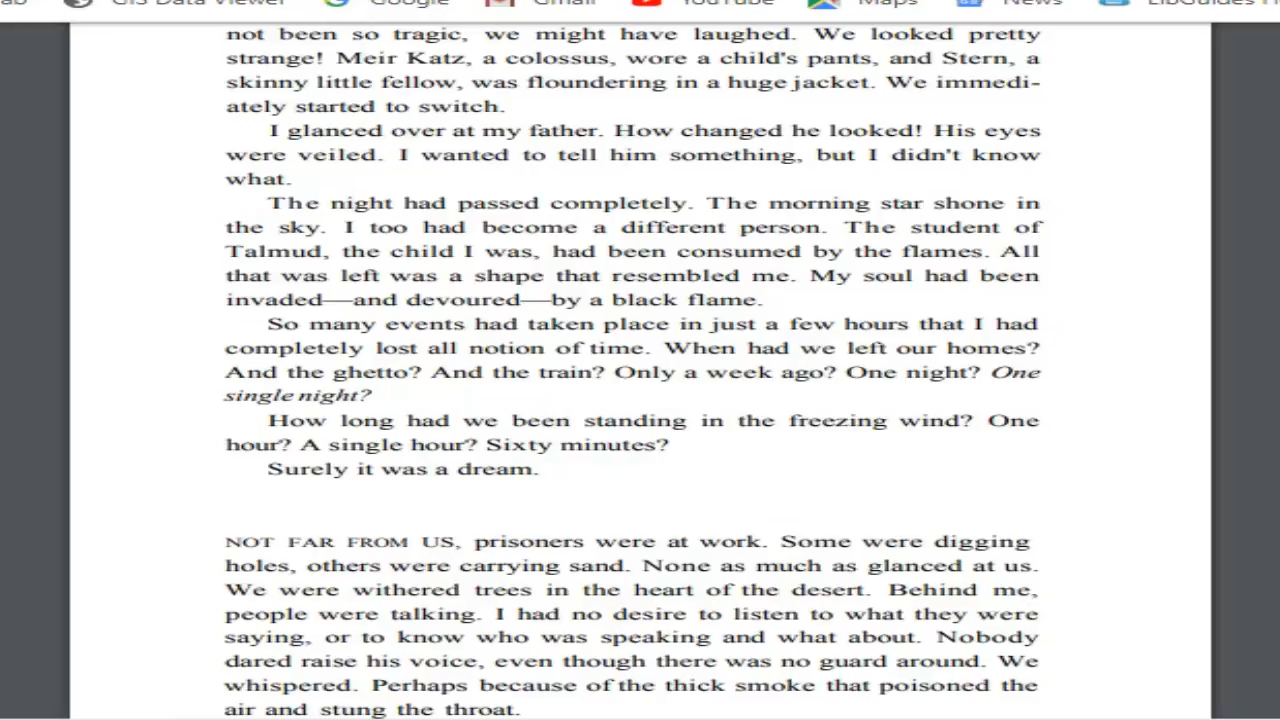 GIS Data Viewer Google Gmail YouTube Maps News LibGuides
not been so tragic, we might have laughed. We looked pretty
strange! Meir Katz, a colossus, wore a child's pants, and Stern, a
skinny little fellow, was floundering in a huge jacket. We immedi-
ately started to switch.
I glanced over at my father. How changed he looked! His eyes
were veiled. I wanted to tell him something, but I didn't know
what.
The night had passed completely. The morning star shone in
the sky. I too had become a different person. The student of
Talmud, the child I was, had been consumed by the flames. All
that was left was a shape that resembled me. My soul had been
invaded—and devoured—by a black flame.
So many events had taken place in just a few hours that I had
completely lost all notion of time. When had we left our homes?
And the ghetto? And the train? Only a week ago? One night? One
single night?
How long had we been standing in the freezing wind? One
hour? A single hour? Sixty minutes?
Surely it was a dream.
NOT FAR FROM US, prisoners were at work. Some were digging
holes, others were carrying sand. None as much as glanced at us.
We were withered trees in the heart of the desert. Behind me,
people were talking. I had no desire to listen to what they were
saying, or to know who was speaking and what about. Nobody
dared raise his voice, even though there was no guard around. We
whispered. Perhaps because of the thick smoke that poisoned the
air and stung the throat.